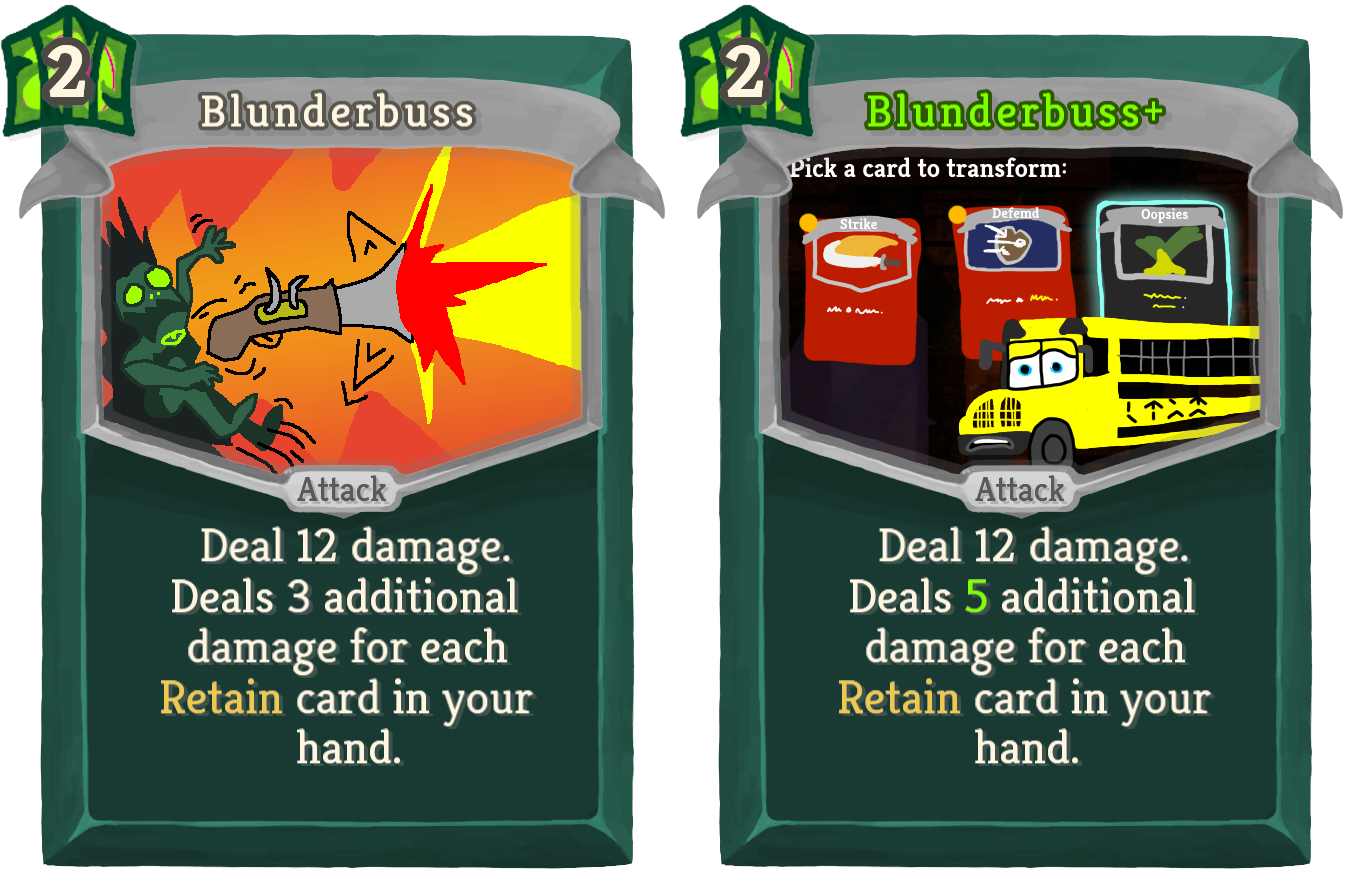 2
Blunderbuss
Attack
Deal 12 damage.
Deals 3 additional
damage for each
Retain card in your
hand.
2
Blunderbuss+
Pick a card to transform:
Strike
Defemd
Oopsies
Attack
Deal 12 damage.
Deals 5 additional
damage for each
Retain card in your
hand.